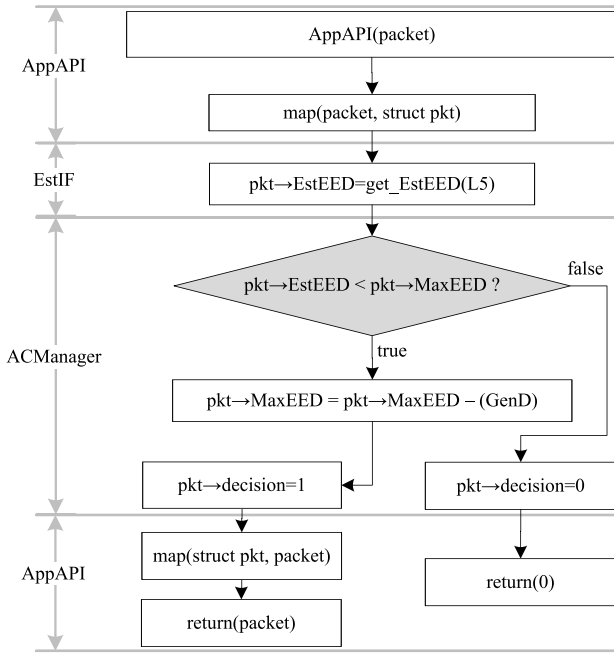 AppAPI(packet)
AppAPI
map(packet, struct pkt)
EstIF
pkt→EstEED=get_EstEED(L5)
pkt→EstEED < pkt→MaxEED ?
false
true
ACManager
pkt→MaxEED = pkt→MaxEED – (GenD)
pkt→decision=1
pkt→decision=0
map(struct pkt, packet)
AppAPI
return(0)
return(packet)